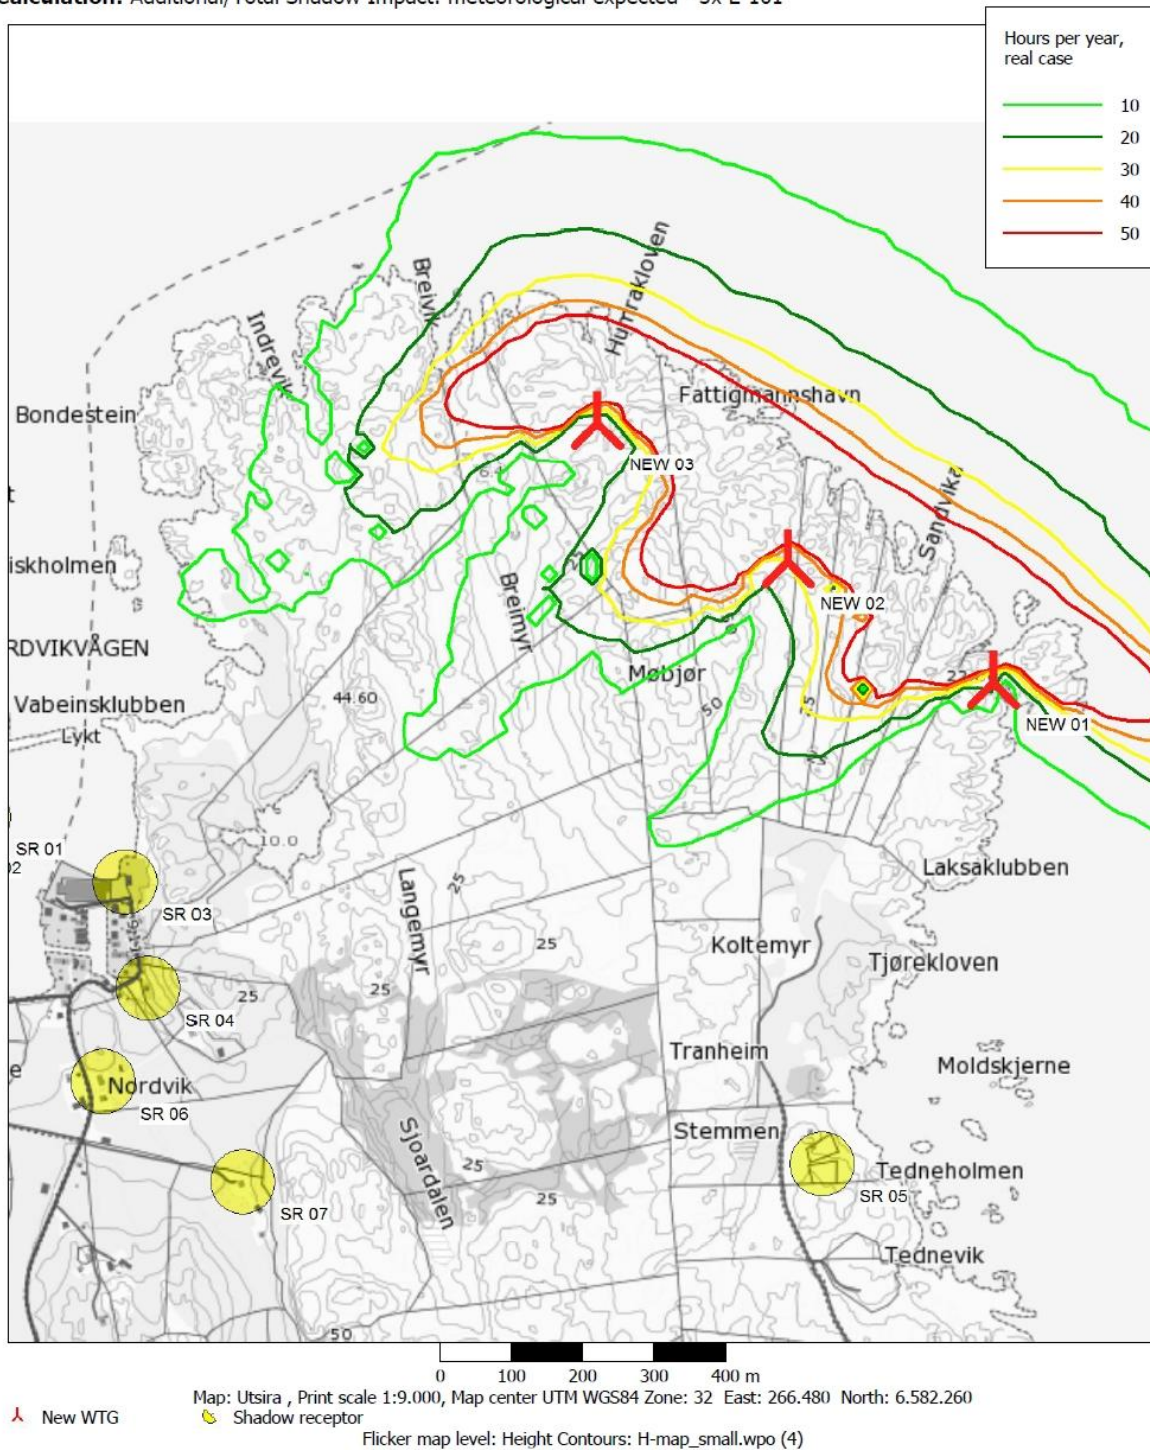 Calculation: Additional/Total Shadow Impact: meteorological expected - 3x E-101
Hours per year,
real case
10
20
30
40
50
Hurrakloven
Breivik
Indrevik
Fattigmannshavn
Bondestein
NEW 03
Sandvika
iskholmen
Breimyr
NEW 02
RDVIKVÅGEN
Møbjør
22
44.60
50
Vabeinsklubben
NEW 01
Lykt
10.0
SR 01
02
Laksaklubben
Langemyr
25
SR 03
25
Koltemyr
Tjørekloven
25
25
SR 04
Tranheim
Moldskjerne
e
Nordvik
SR 06
Stemmen
Sjoardalen
25
Tedneholmen
SR 05
25
SR 07
Tednevik
50
0 100 200 300 400 m
Map: Utsira , Print scale 1:9.000, Map center UTM WGS84 Zone: 32 East: 266.480 North: 6.582.260
New WTG Shadow receptor
Flicker map level: Height Contours: H-map_small.wpo (4)